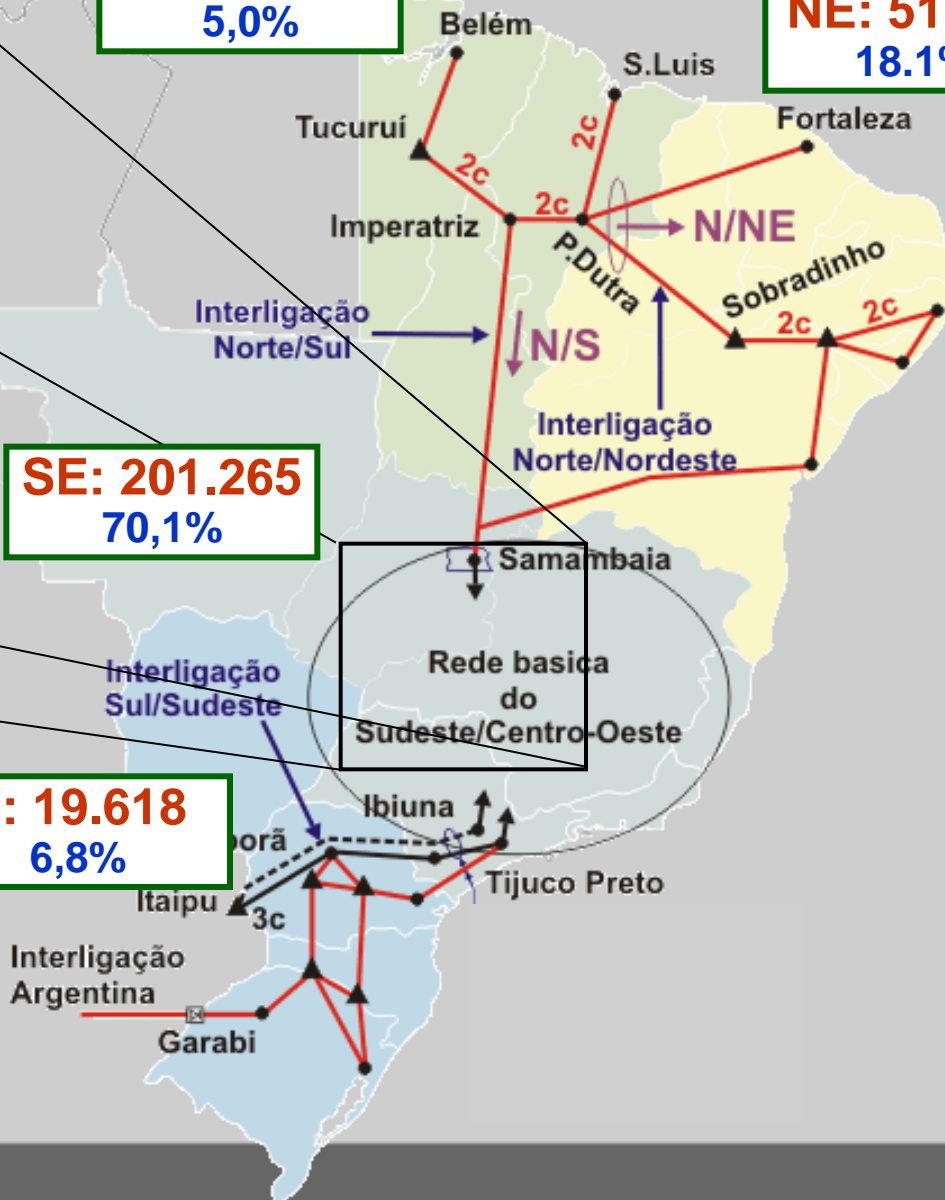 5,0%
NE: 51
18.1%
Belém
S.Luis
Fortaleza
Tucuruí
2c
2c
2c
Imperatriz
P.Dutra
N/NE
Sobradinho
2c
2c
Interligação
Norte/Sul
N/S
Interligação
Norte/Nordeste
SE: 201.265
70,1%
Samambaia
Rede basica
do
Sudeste/Centro-Oeste
Interligação
Sul/Sudeste
: 19.618
6,8%
Ibiuna
porã
Itaipu
3c
Tijuco Preto
Interligação
Argentina
Garabi